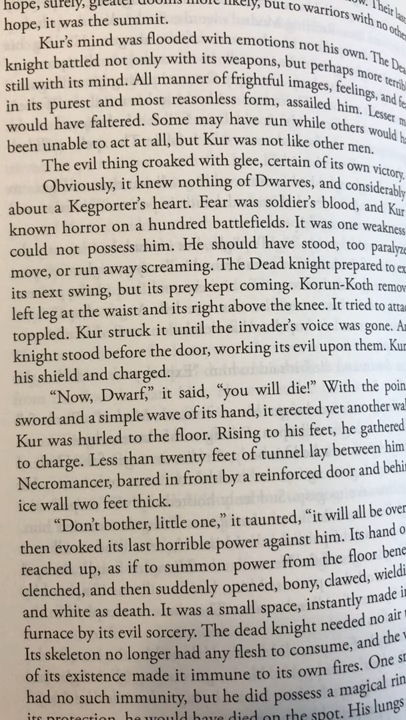 hope, surely, greater dooms more likely, but to warriors with no other
hope, it was the summit.
Kur's mind was flooded with emotions not his own. The Dea
knight battled not only with its weapons, but perhaps more terrib
still with its mind. All manner of frightful images, feelings, and fe
in its purest and most reasonless form, assailed him. Lesser m
would have faltered. Some may have run while others would h
been unable to act at all, but Kur was not like other men.
The evil thing croaked with glee, certain of its own victory.
Obviously, it knew nothing of Dwarves, and considerably
about a Kegporter's heart. Fear was soldier's blood, and Kur
known horror on a hundred battlefields. It was one weakness
could not possess him. He should have stood, too paralyze
move, or run away screaming. The Dead knight prepared to ex
its next swing, but its prey kept coming. Korun-Koth remov
left leg at the waist and its right above the knee. It tried to atta
toppled. Kur struck it until the invader's voice was gone. A
knight stood before the door, working its evil upon them. Kur
his shield and charged.
"Now, Dwarf," it said, "you will die!" With the poin
sword and a simple wave of its hand, it erected yet another wa
Kur was hurled to the floor. Rising to his feet, he gathered
to charge. Less than twenty feet of tunnel lay between him
Necromancer, barred in front by a reinforced door and behi
ice wall two feet thick.
"Don't bother, little one," it taunted, "it will all be over
then evoked its last horrible power against him. Its hand o
reached up, as if to summon power from the floor bene
clenched, and then suddenly opened, bony, clawed, wieldi
and white as death. It was a small space, instantly made i
furnace by its evil sorcery. The dead knight needed no air
Its skeleton no longer had any flesh to consume, and the v
of its existence made it immune to its own fires. One s
had no such immunity, but he did possess a magical rin
its protection, he would have died on the spot. His lungs